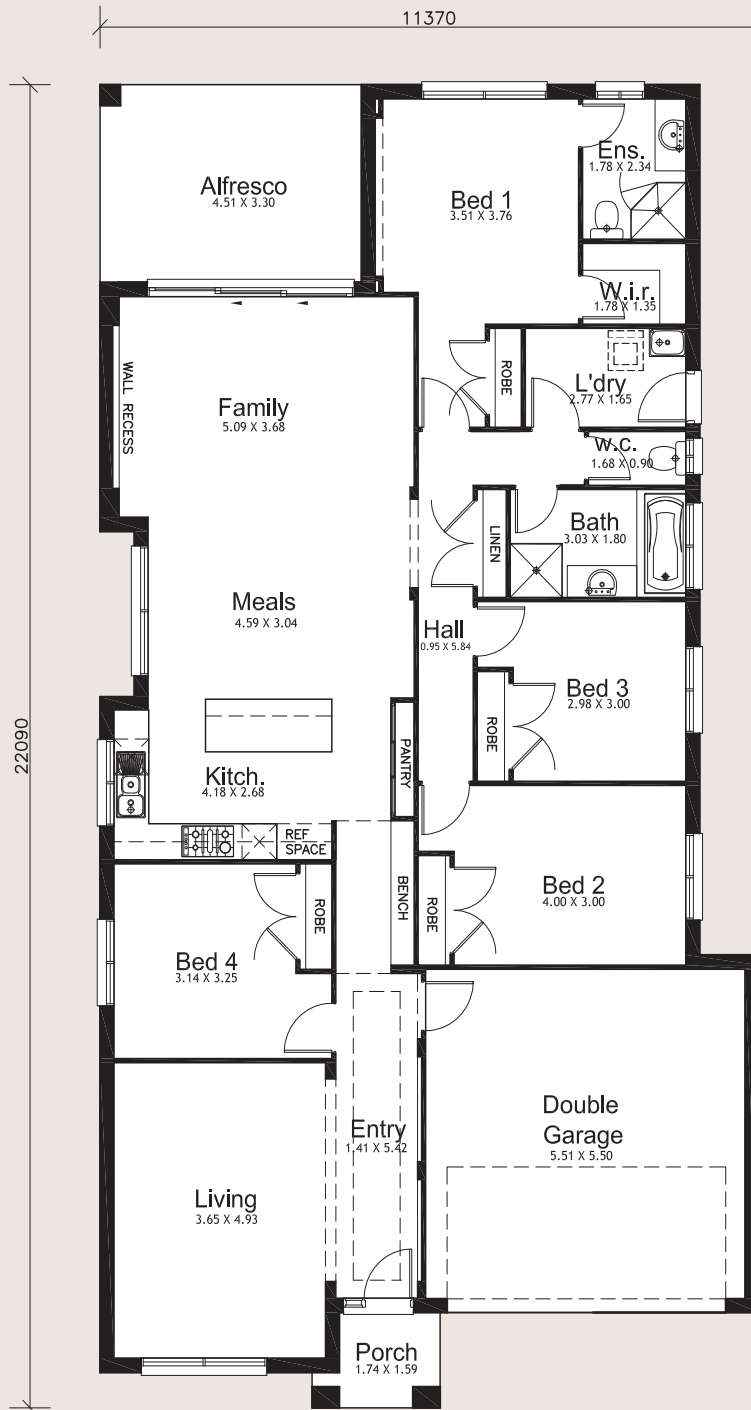 11370
22090
Alfresco
4.51 X 3.30
Bed 1
3.51 X 3.76
Ens.
1.78 X 2.34
W.i.r.
1.78 X 1.35
WALL RECESS
Family
5.09 X 3.68
ROBE
L'dry
2.77 X 1.65
w.c.
1.68 X 0.90
LINEN
Bath
3.03 X 1.80
Meals
4.59 X 3.04
Hall
0.95 X 5.84
Bed 3
2.98 X 3.00
ROBE
Kitch.
4.18 X 2.68
PANTRY
REF
SPACE
BENCH
ROBE
Bed 2
4.00 X 3.00
Bed 4
3.14 X 3.25
ROBE
Entry
1.41 X 5.42
Double
Garage
5.51 X 5.50
Living
3.65 X 4.93
Porch
1.74 X 1.59